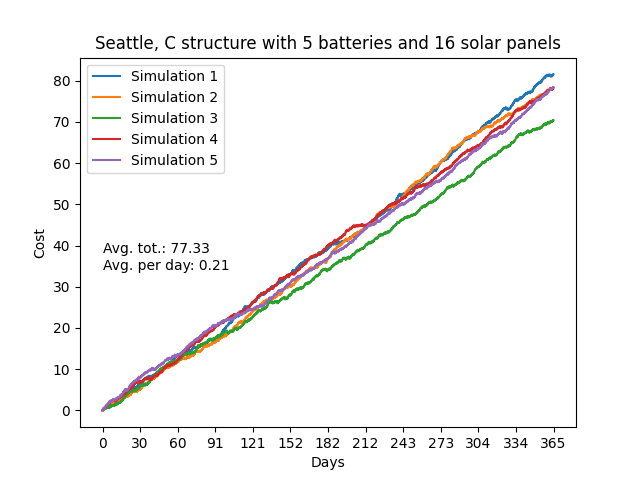 Seattle, C structure with 5 batteries and 16 solar panels
Simulation 1
Simulation 2
Simulation 3
Simulation 4
Simulation 5
80
70
60
50
40
30
20
10
0
Cost
Avg. tot.: 77.33
Avg. per day: 0.21
0 30 60 91 121 152 182 212 243 273 304 334 365
Days